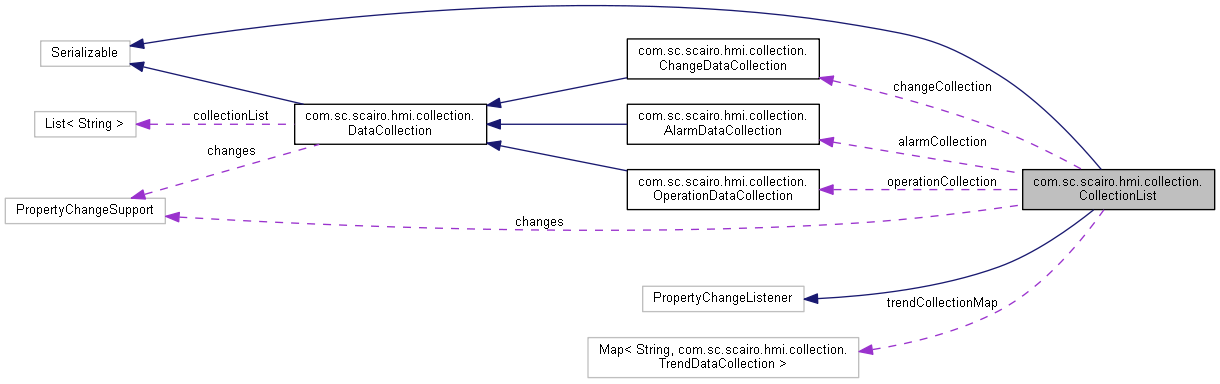 Serializable
com.sc.scairo.hmi.collection.
ChangeDataCollection
changeCollection
List< String >
collectionList
com.sc.scairo.hmi.collection.
DataCollection
com.sc.scairo.hmi.collection.
AlarmDataCollection
alarmCollection
changes
com.sc.scairo.hmi.collection.
OperationDataCollection
operationCollection
com.sc.scairo.hmi.collection.
CollectionList
PropertyChangeSupport
changes
PropertyChangeListener
trendCollectionMap
Map< String, com.sc.scairo.hmi.collection.
TrendDataCollection >